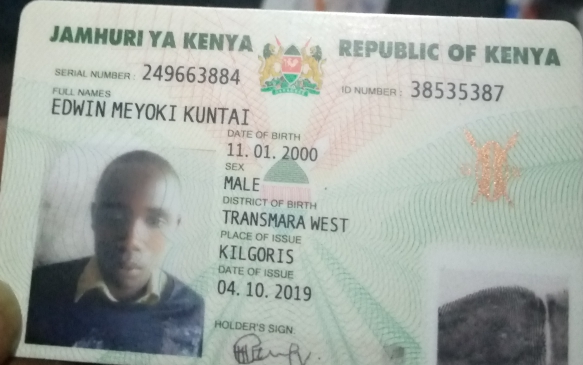 JAMHURI YA KENYA REPUBLIC OF KENYA
SERIAL NUMBER: 249663884 ID NUMBER: 38535387
FULL NAMES
EDWIN MEYOKI KUNTAI
DATE OF BIRTH
11. 01. 2000
SEX
MALE
DISTRICT OF BIRTH
TRANSMARA WEST
PLACE OF ISSUE
KILGORIS
DATE OF ISSUE
04. 10. 2019
HOLDER'S SIGN.